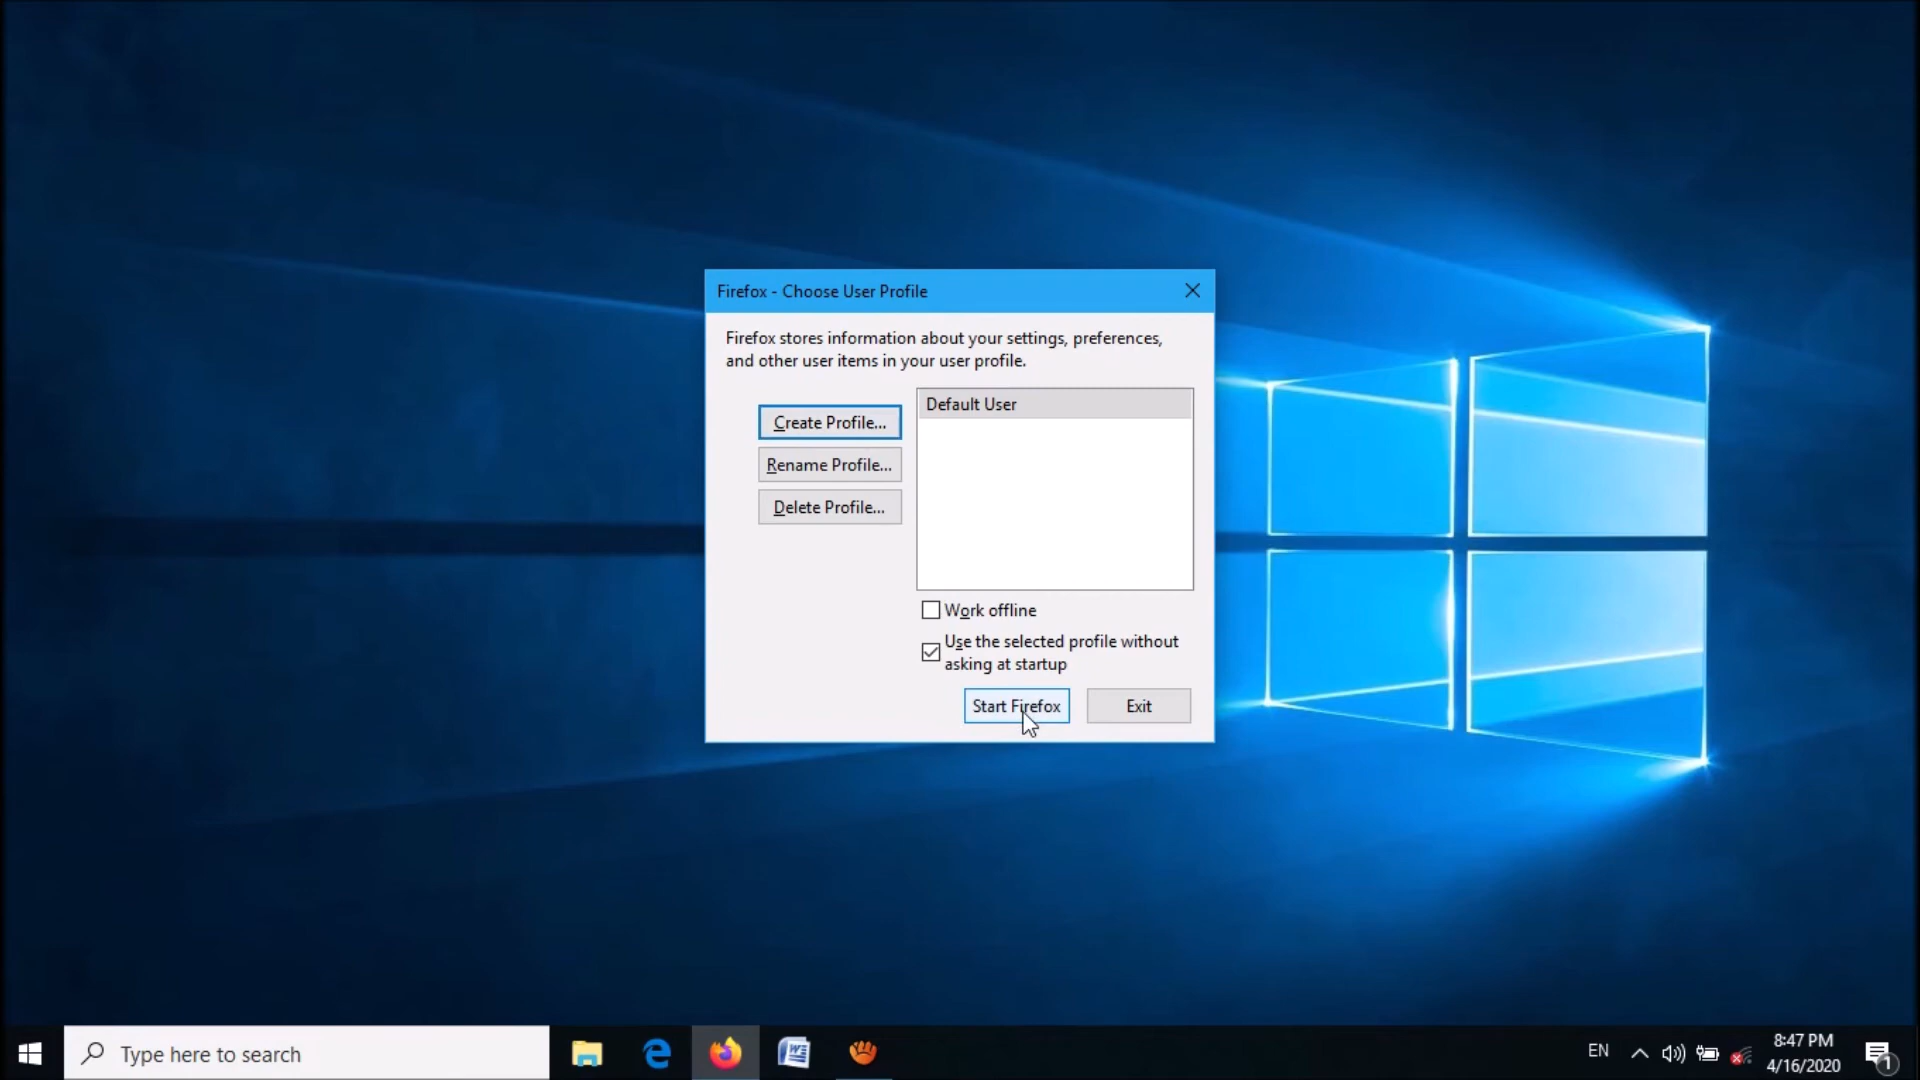 Firefox - Choose User Profile
Firefox stores information about your settings, preferences,
and other user items in your user profile.
Create Profile...
Rename Profile...
Delete Profile...
Default User
Work offline
Use the selected profile without
asking at startup
Start Firefox
Exit
Type here to search
W
EN
8:47 PM
4/16/2020
1